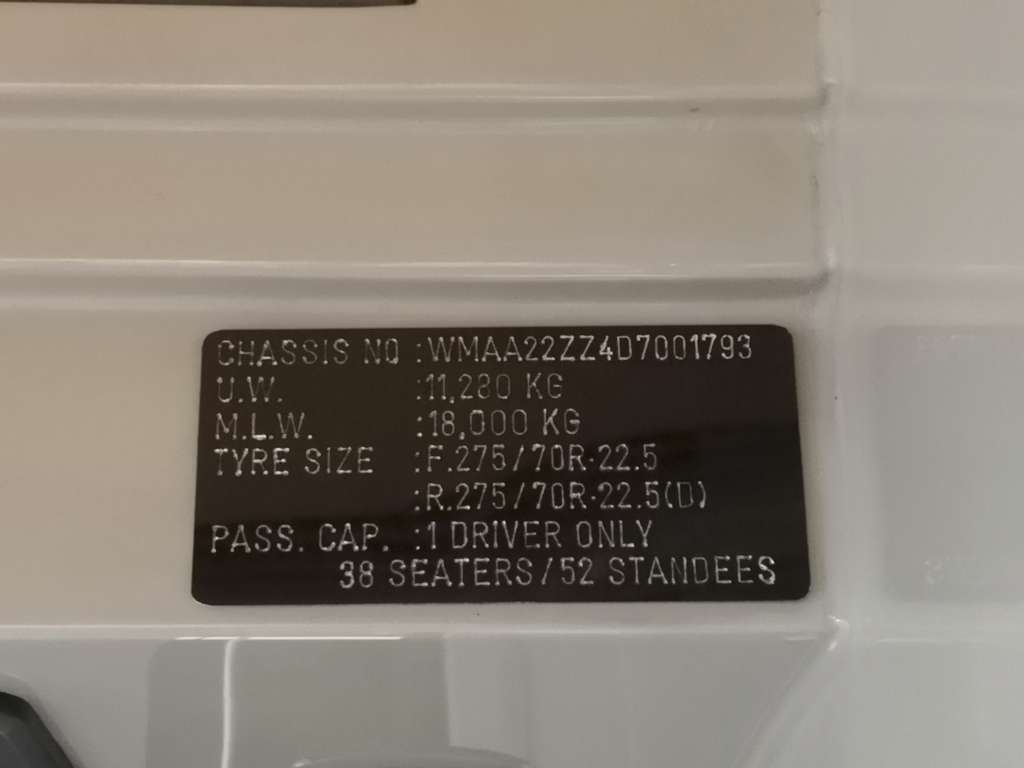 CHASSIS NO :WMAA22ZZ4D7001793
U.W. :11,280 KG
M.L.W. :18,000 KG
TYRE SIZE :F.275/70R-22.5
:R.275/70R-22.5(D)
PASS. CAP. :1 DRIVER ONLY
38 SEATERS/52 STANDEES